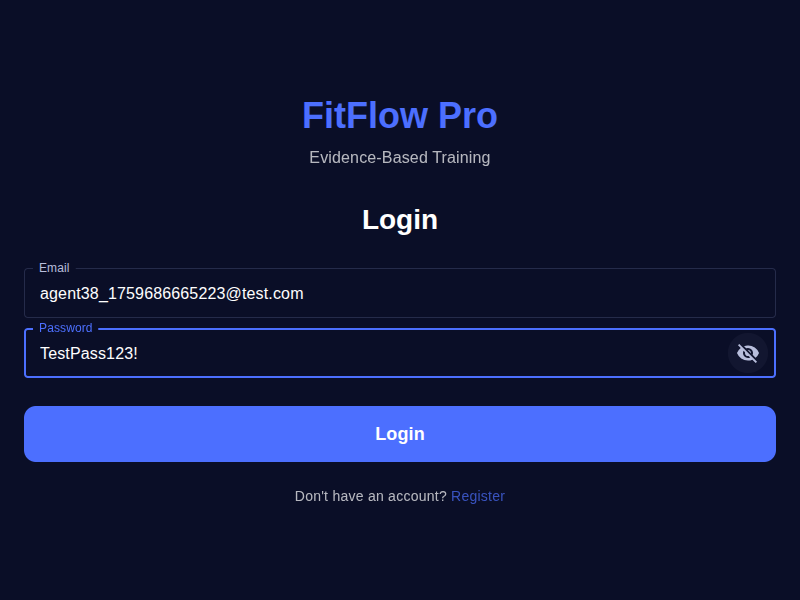 FitFlow Pro
Evidence-Based Training
Login
Email
agent38_1759686665223@test.com
Password
TestPass123!
Login
Don't have an account? Register